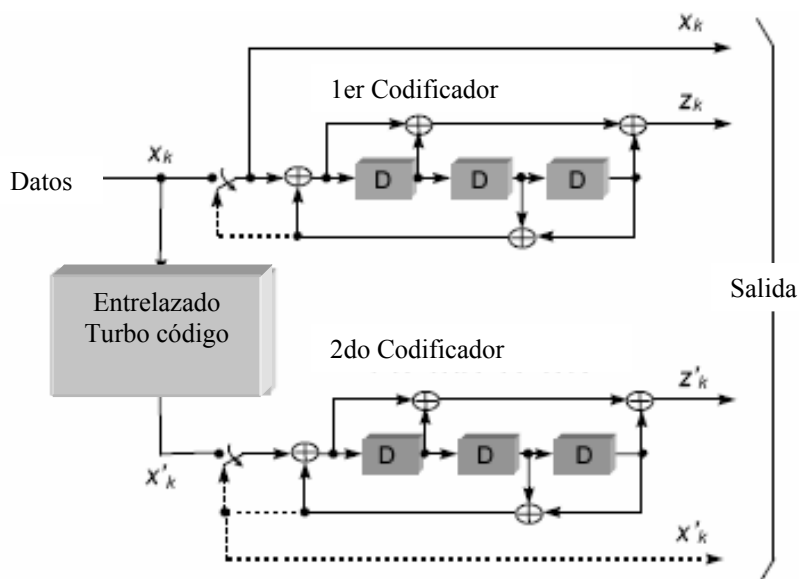 x_k
1er Codificador
z_k
x_k
Datos
D D D
Entrelazado
Turbo código
Salida
2do Codificador
z'_k
D D D
x'_k
x'_k